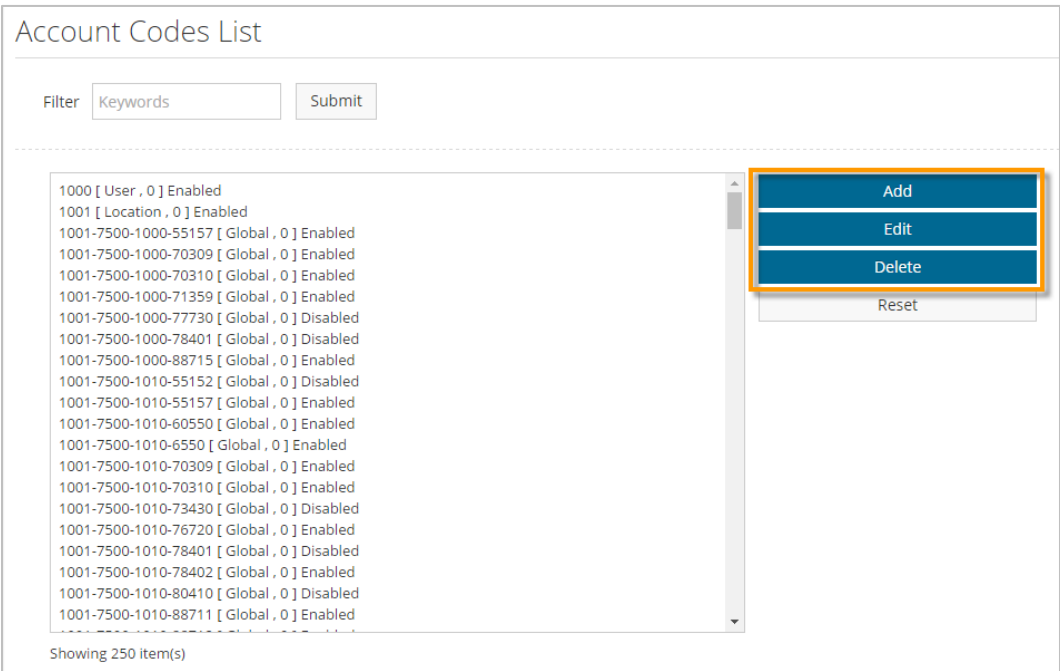 Account Codes List
Filter Keywords Submit
1000 [ User , 0 ] Enabled
1001 [ Location , 0 ] Enabled
1001-7500-1000-55157 [ Global , 0 ] Enabled
1001-7500-1000-70309 [ Global , 0 ] Enabled
1001-7500-1000-70310 [ Global , 0 ] Enabled
1001-7500-1000-71359 [ Global , 0 ] Enabled
1001-7500-1000-77730 [ Global , 0 ] Disabled
1001-7500-1000-78401 [ Global , 0 ] Disabled
1001-7500-1000-88715 [ Global , 0 ] Enabled
1001-7500-1010-55152 [ Global , 0 ] Disabled
1001-7500-1010-55157 [ Global , 0 ] Enabled
1001-7500-1010-60550 [ Global , 0 ] Enabled
1001-7500-1010-6550 [ Global , 0 ] Enabled
1001-7500-1010-70309 [ Global , 0 ] Enabled
1001-7500-1010-70310 [ Global , 0 ] Enabled
1001-7500-1010-73430 [ Global , 0 ] Disabled
1001-7500-1010-76720 [ Global , 0 ] Enabled
1001-7500-1010-78401 [ Global , 0 ] Disabled
1001-7500-1010-78402 [ Global , 0 ] Enabled
1001-7500-1010-80410 [ Global , 0 ] Disabled
1001-7500-1010-88711 [ Global , 0 ] Enabled
Add
Edit
Delete
Reset
Showing 250 item(s)